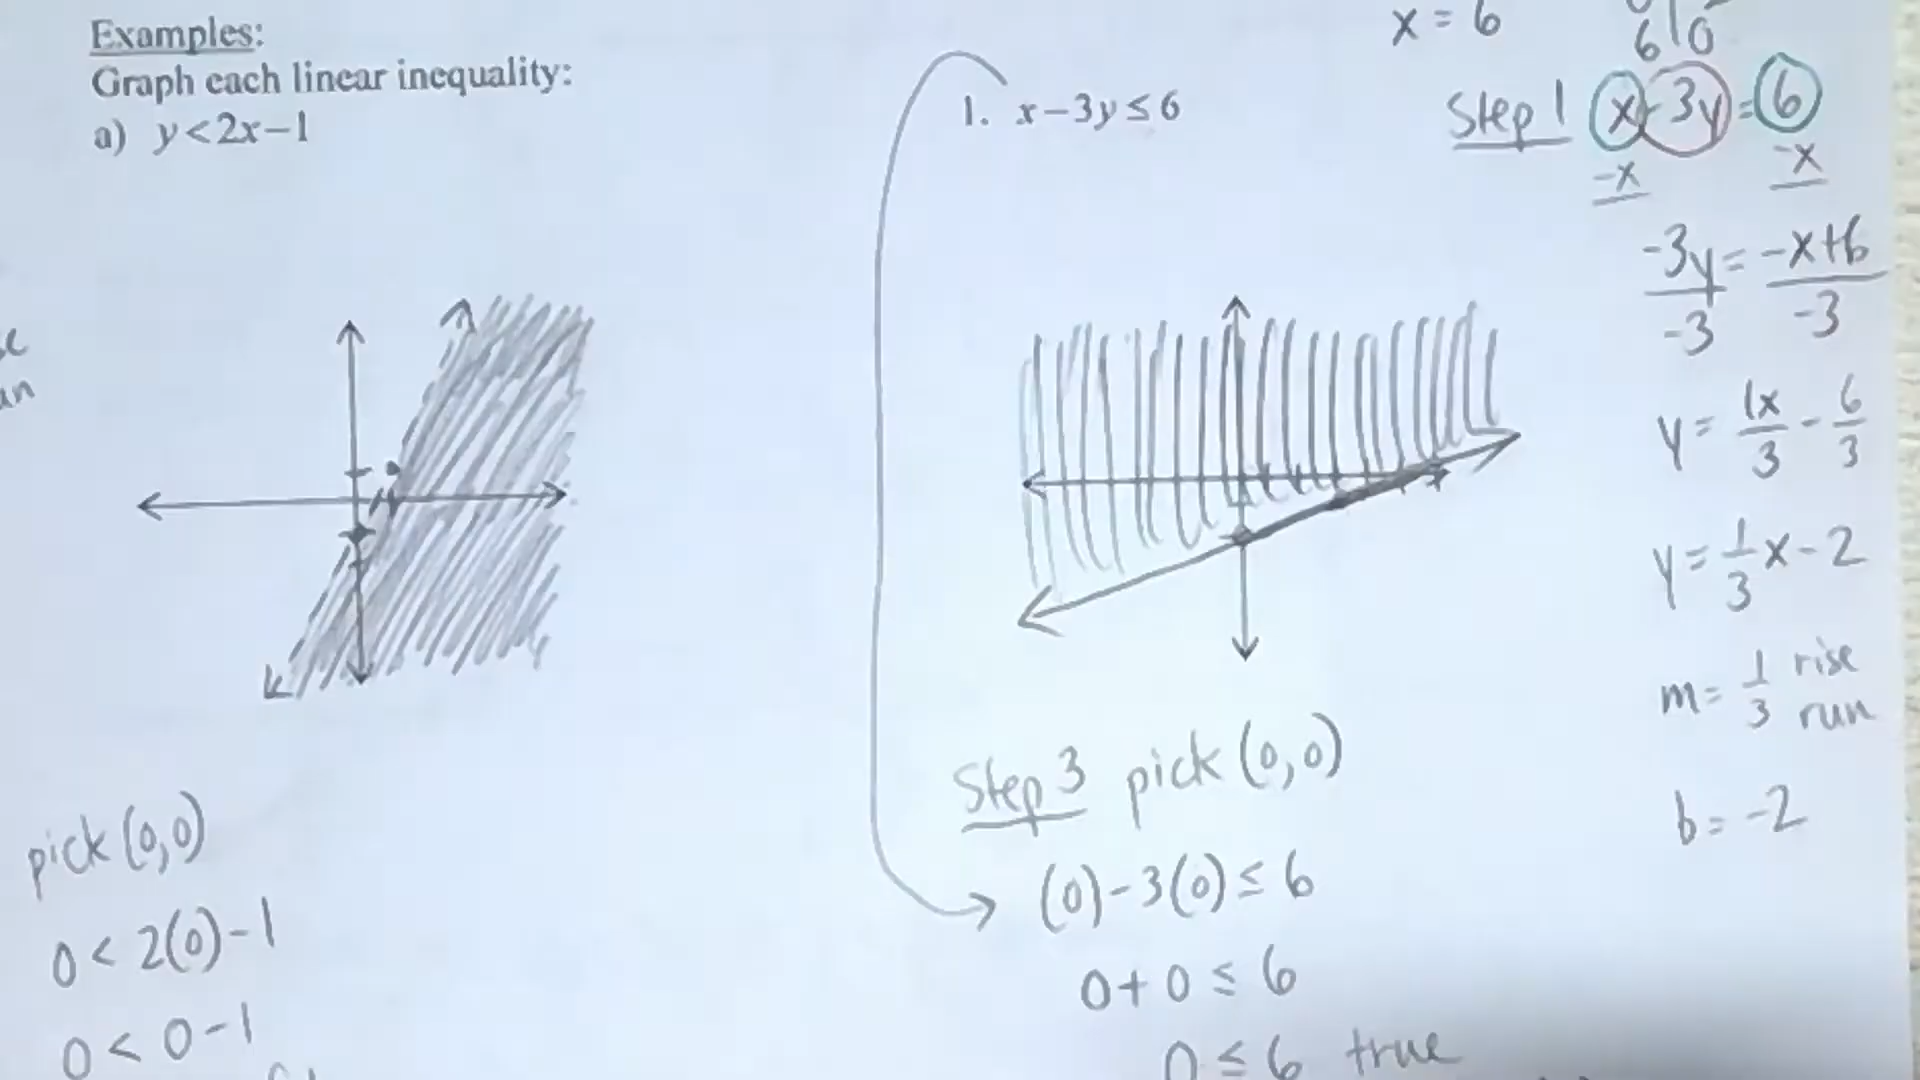 Examples:
Graph each linear inequality:
a) y<2x-1
pick (0,0)
0 < 2(0)-1
0 < 0-1
1. x-3y≤6
Step 3 pick (0,0)
(0)-3(0) ≤ 6
0+0 ≤ 6
0 ≤ 6 true
x = 6
6|0
Step 1 x-3y=6
-x -x
-3y = -x+6
-3 -3
y = 1x/3 - 6/3
y = 1/3 x - 2
m = 1/3 rise
run
b = -2